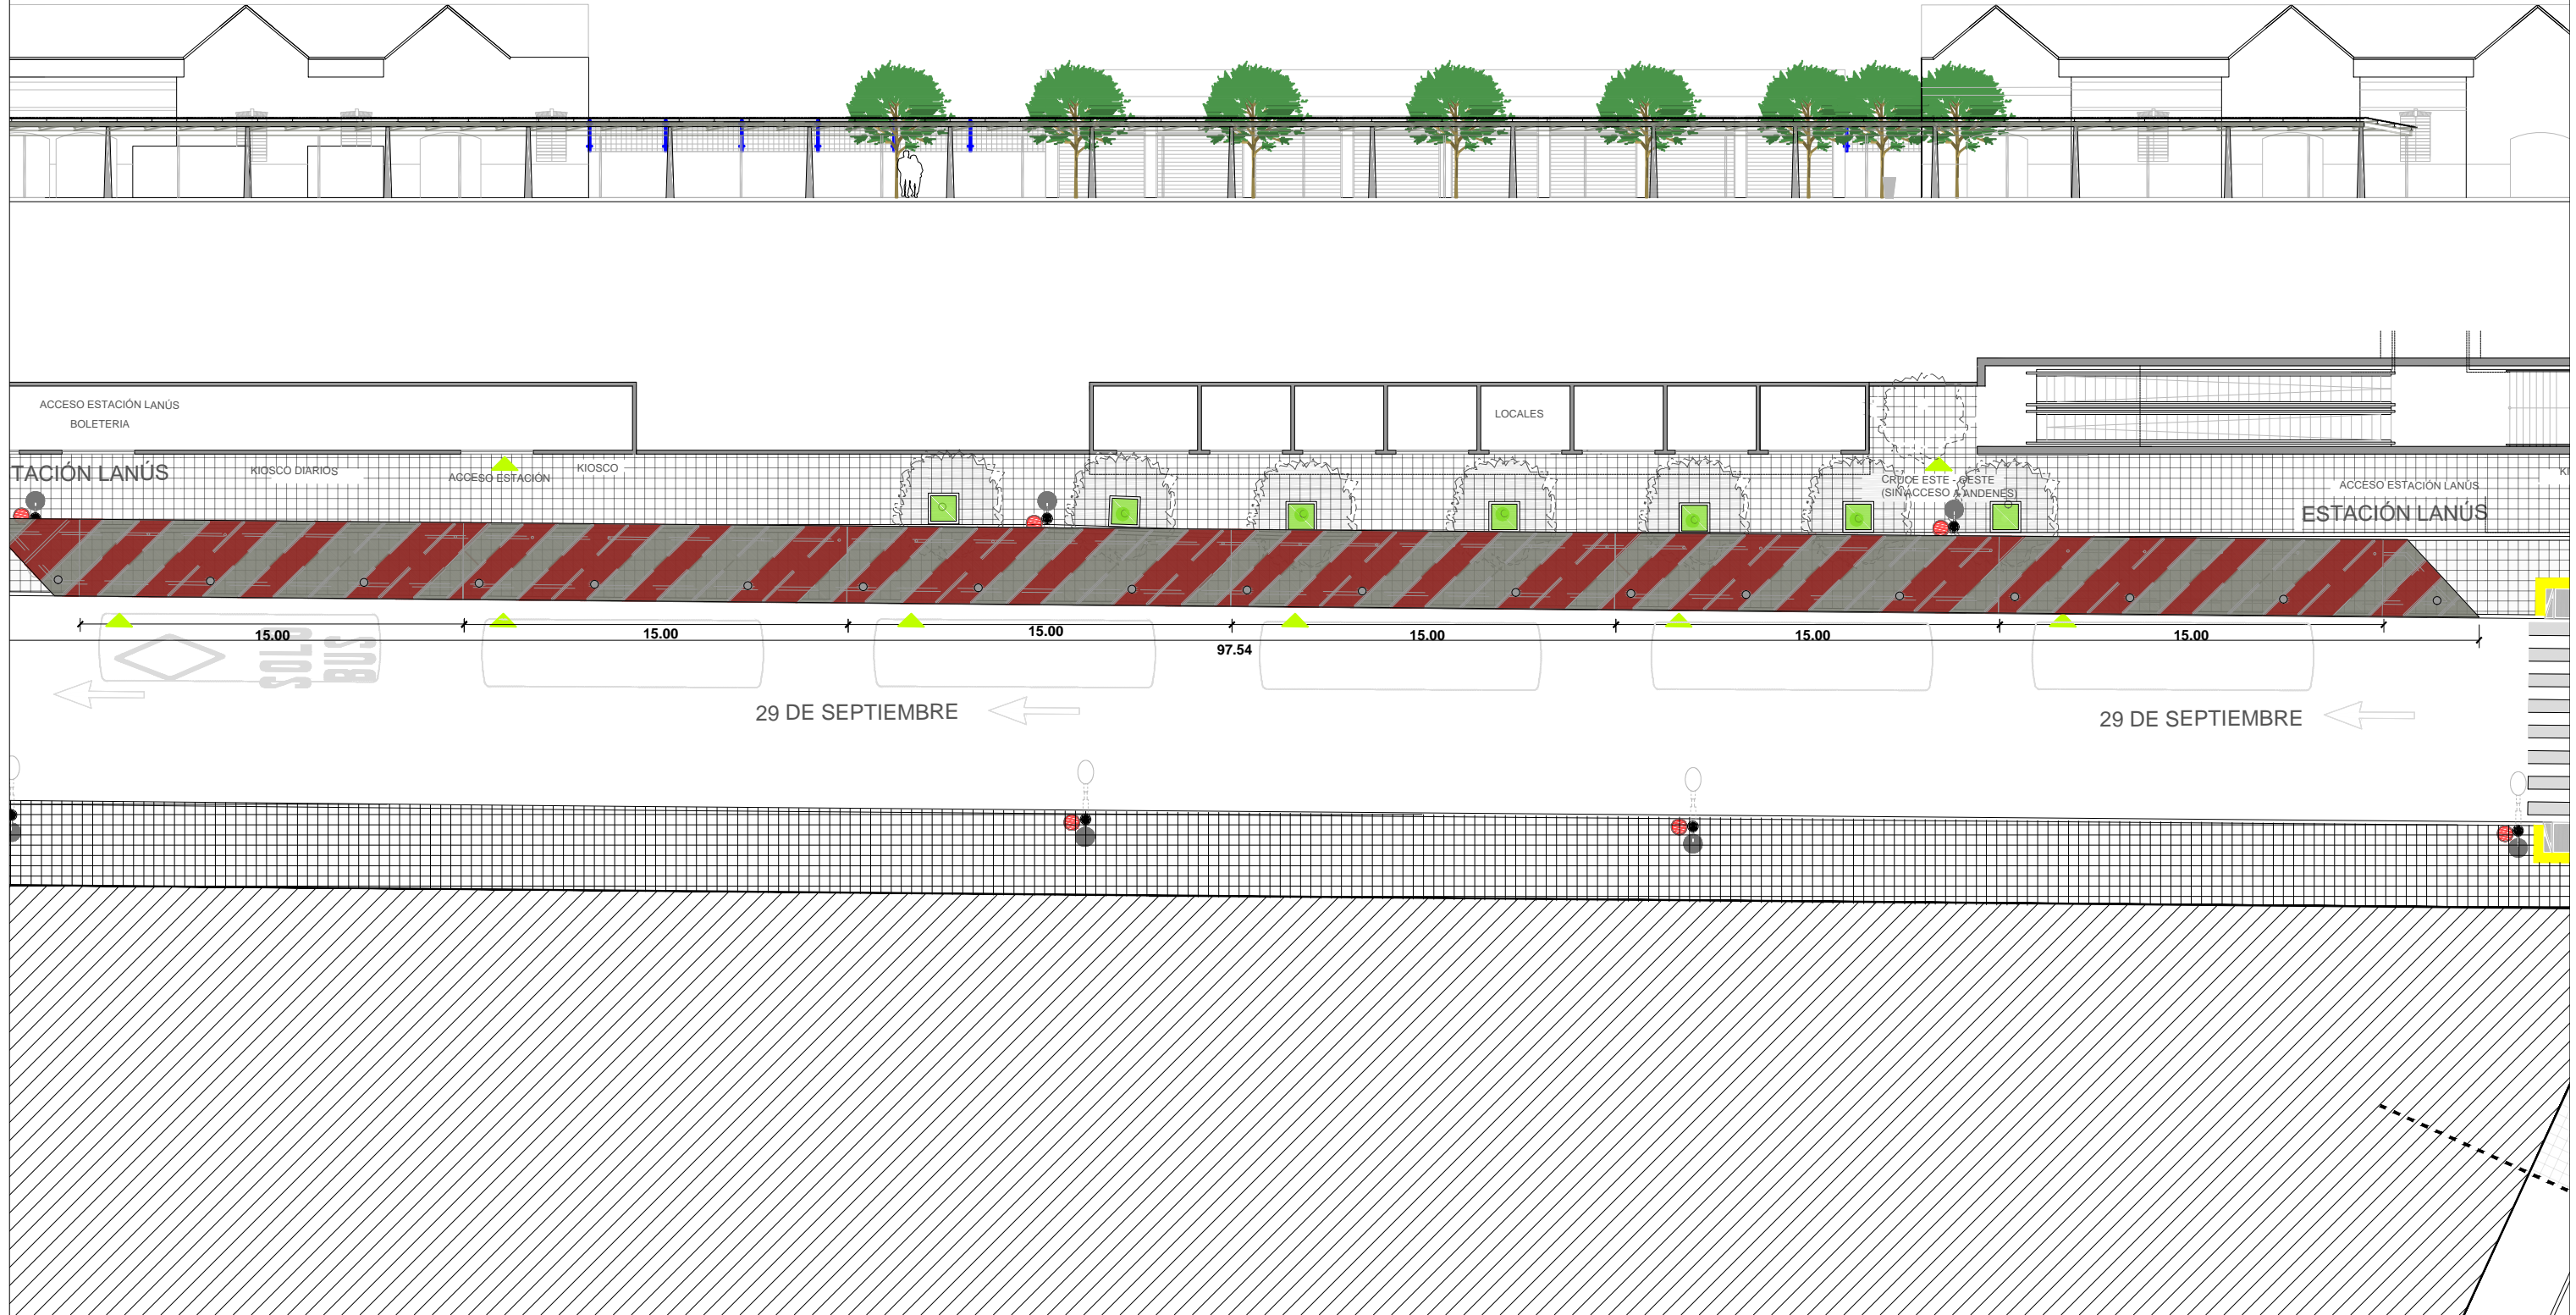 ACCESO ESTACIÓN LANÚS
BOLETERIA
LOCALES
TACIÓN LANÚS
KIOSCO DIARIOS
ACCESO ESTACIÓN
KIOSCO
CRUCE ESTE - OESTE
(SIN ACCESO A ANDENES)
ACCESO ESTACIÓN LANÚS
KI
ESTACIÓN LANÚS
15.00
15.00
15.00
15.00
15.00
15.00
97.54
SOLO
BUS
29 DE SEPTIEMBRE
29 DE SEPTIEMBRE